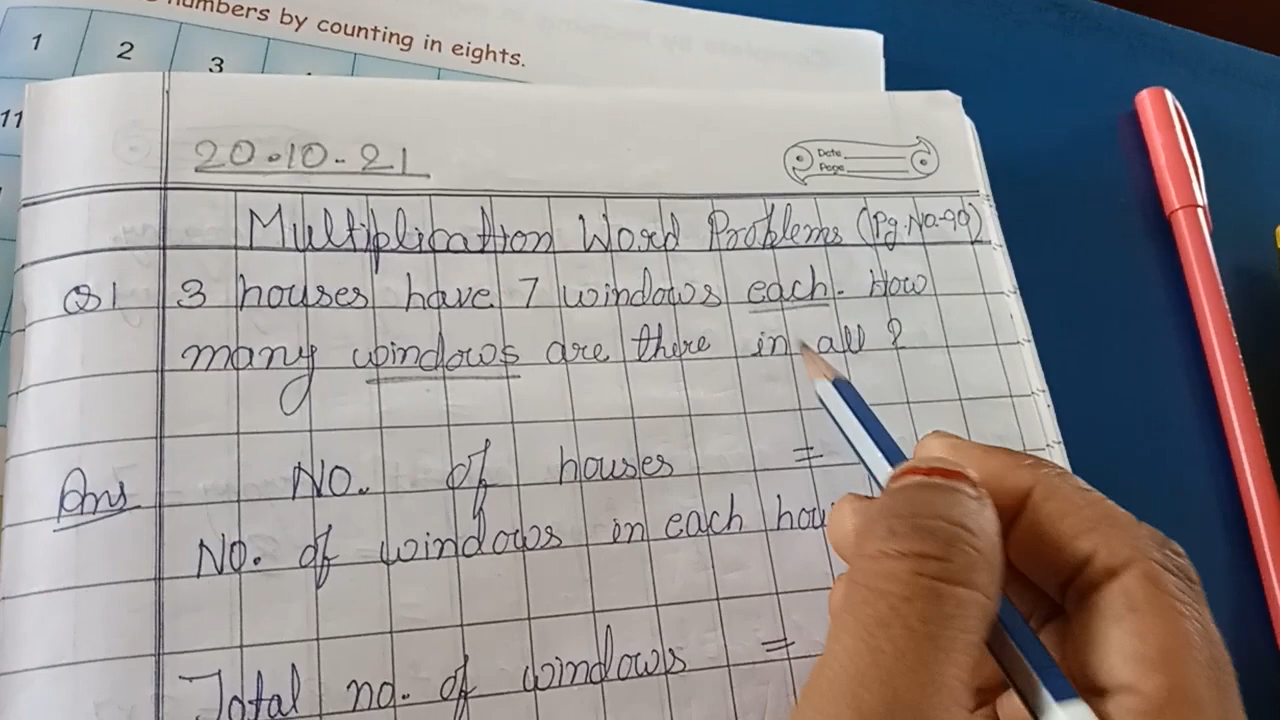 numbers by counting in eights.
1 2 3
11
20.10.21
Date
Page
Multiplication Word Problems (Pg.No-90)
Q1 3 houses have 7 windows each. How
many windows are there in all?
Ans No. of houses =
No. of windows in each hou
Total no. of windows =